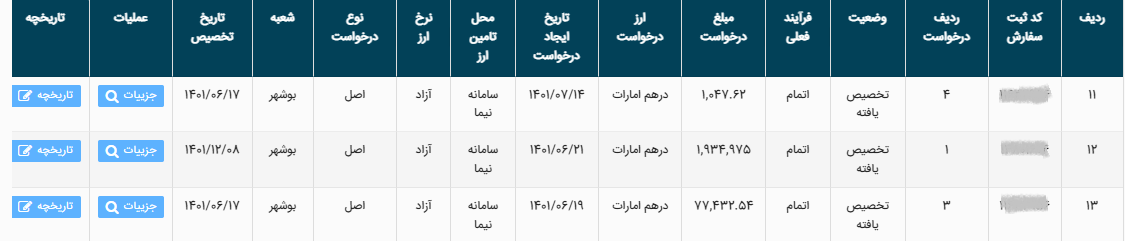 ردیف کد ثبت سفارش ردیف درخواست وضعیت فرآیند فعلی مبلغ درخواست ارز درخواست تاریخ ایجاد درخواست محل تامین ارز نرخ ارز نوع درخواست شعبه تاریخ تخصیص عملیات تاریخچه
۱۱ ۴ تخصیص یافته اتمام ۱,۰۴۷.۶۲ درهم امارات ۱۴۰۱/۰۷/۱۴ سامانه نیما آزاد اصل بوشهر ۱۴۰۱/۰۶/۱۷ جزییات تاریخچه
۱۲ ۱ تخصیص یافته اتمام ۱,۹۳۴,۹۷۵ درهم امارات ۱۴۰۱/۰۶/۲۱ سامانه نیما آزاد اصل بوشهر ۱۴۰۱/۱۲/۰۸ جزییات تاریخچه
۱۳ ۳ تخصیص یافته اتمام ۷۷,۴۳۲.۵۴ درهم امارات ۱۴۰۱/۰۶/۱۹ سامانه نیما آزاد اصل بوشهر ۱۴۰۱/۰۶/۱۷ جزییات تاریخچه